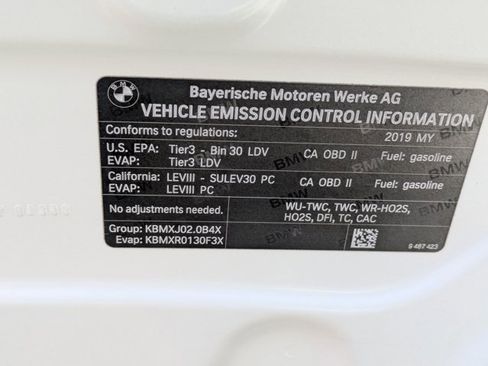 BMW
Bayerische Motoren Werke AG
VEHICLE EMISSION CONTROL INFORMATION
Conforms to regulations: 2019 MY
U.S. EPA: Tier3 - Bin 30 LDV CA OBD II Fuel: gasoline
EVAP: Tier3 LDV
California: LEVIII - SULEV30 PC CA OBD II Fuel: gasoline
EVAP: LEVIII PC
No adjustments needed. WU-TWC, TWC, WR-HO2S,
HO2S, DFI, TC, CAC
Group: KBMXJ02.0B4X
Evap: KBMXR0130F3X
9 467 423